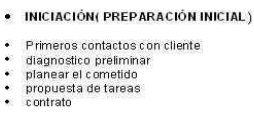 • INICIACIÓN( PREPARACIÓN INICIAL )
• Primeros contactos con cliente
• diagnostico preliminar
• planear el cometido
• propuesta de tareas
• contrato